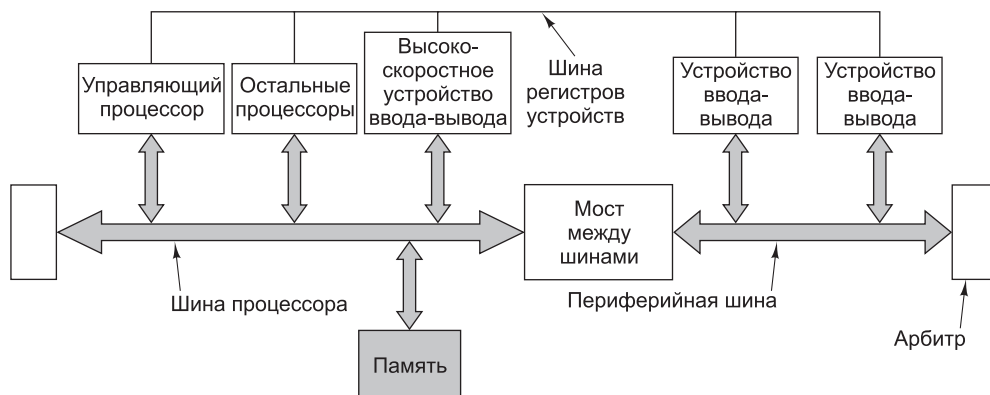 Управляющий
процессор
Остальные
процессоры
Высоко-
скоростное
устройство
ввода-вывода
Шина
регистров
устройств
Устройство
ввода-
вывода
Устройство
ввода-
вывода
Мост
между
шинами
Шина процессора
Периферийная шина
Арбитр
Память